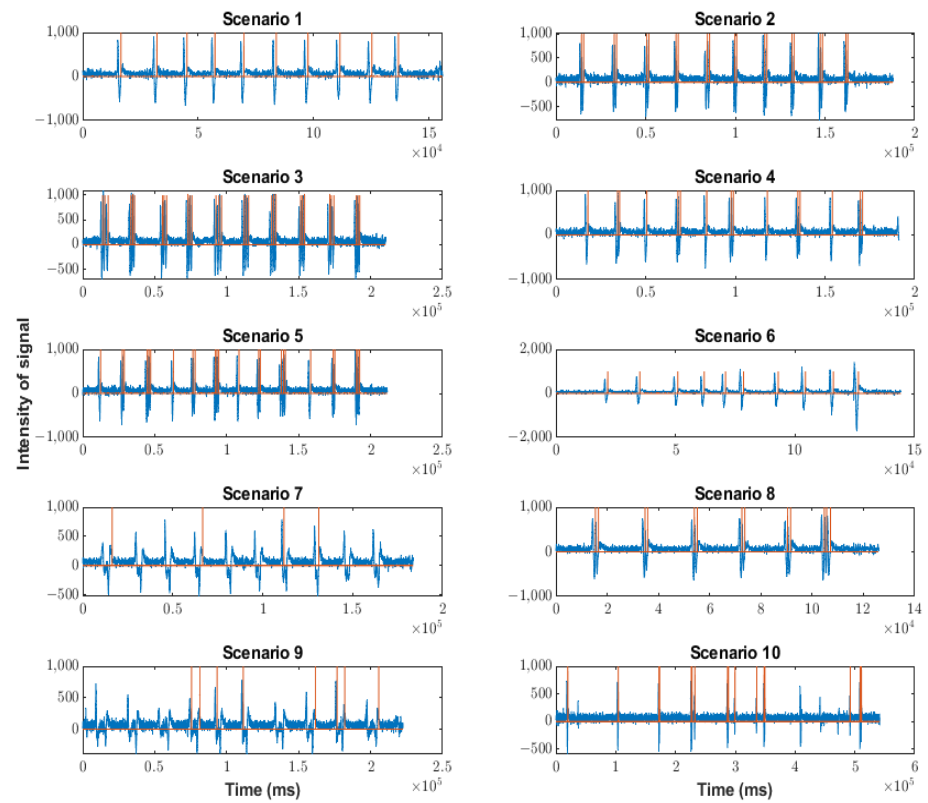 Scenario 1
1,000
0
−1,000
0 5 10 15
×10⁴
Scenario 2
1,000
500
0
−500
0 0.5 1 1.5 2
×10⁵
Scenario 3
1,000
500
0
−500
0 0.5 1 1.5 2 2.5
×10⁵
Scenario 4
1,000
0
−1,000
0 0.5 1 1.5 2
×10⁵
Intensity of signal
Scenario 5
1,000
0
−1,000
0 0.5 1 1.5 2 2.5
×10⁵
Scenario 6
2,000
0
−2,000
0 5 10 15
×10⁴
Scenario 7
1,000
500
0
−500
0 0.5 1 1.5 2
×10⁵
Scenario 8
1,000
0
−1,000
0 2 4 6 8 10 12 14
×10⁴
Scenario 9
1,000
500
0
0 0.5 1 1.5 2 2.5
×10⁵
Time (ms)
Scenario 10
1,000
500
0
−500
0 1 2 3 4 5 6
×10⁵
Time (ms)